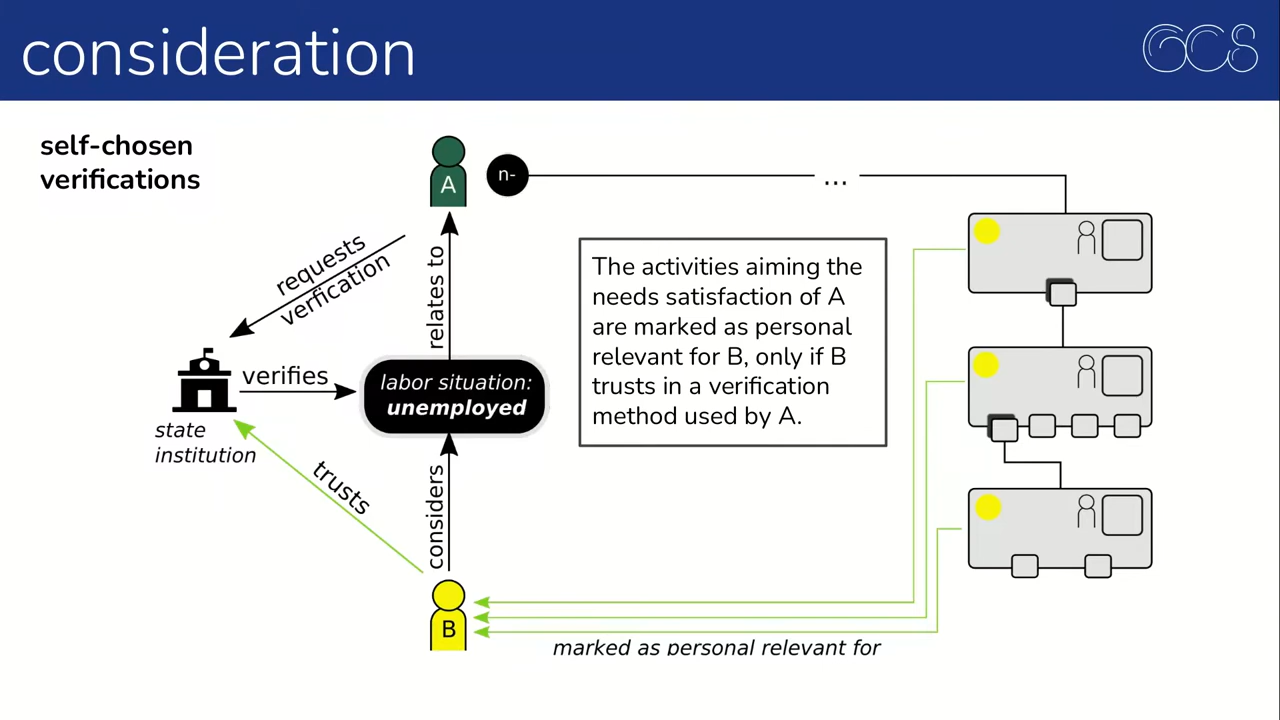 consideration
GCS
self-chosen
verifications
A
n-
...
requests
verfication
relates to
The activities aiming the
needs satisfaction of A
are marked as personal
relevant for B, only if B
trusts in a verification
method used by A.
verifies
labor situation:
unemployed
state
institution
trusts
considers
B
marked as personal relevant for